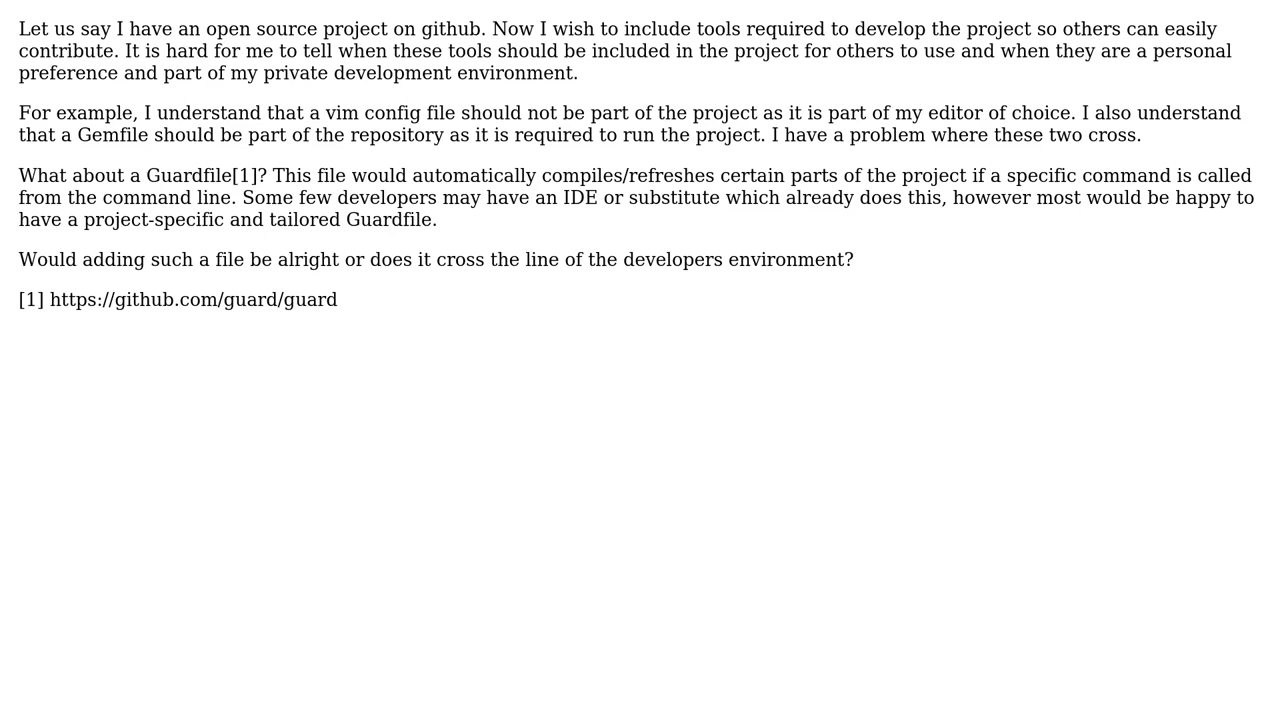 Let us say I have an open source project on github. Now I wish to include tools required to develop the project so others can easily
contribute. It is hard for me to tell when these tools should be included in the project for others to use and when they are a personal
preference and part of my private development environment.
For example, I understand that a vim config file should not be part of the project as it is part of my editor of choice. I also understand
that a Gemfile should be part of the repository as it is required to run the project. I have a problem where these two cross.
What about a Guardfile[1]? This file would automatically compiles/refreshes certain parts of the project if a specific command is called
from the command line. Some few developers may have an IDE or substitute which already does this, however most would be happy to
have a project-specific and tailored Guardfile.
Would adding such a file be alright or does it cross the line of the developers environment?
[1] https://github.com/guard/guard